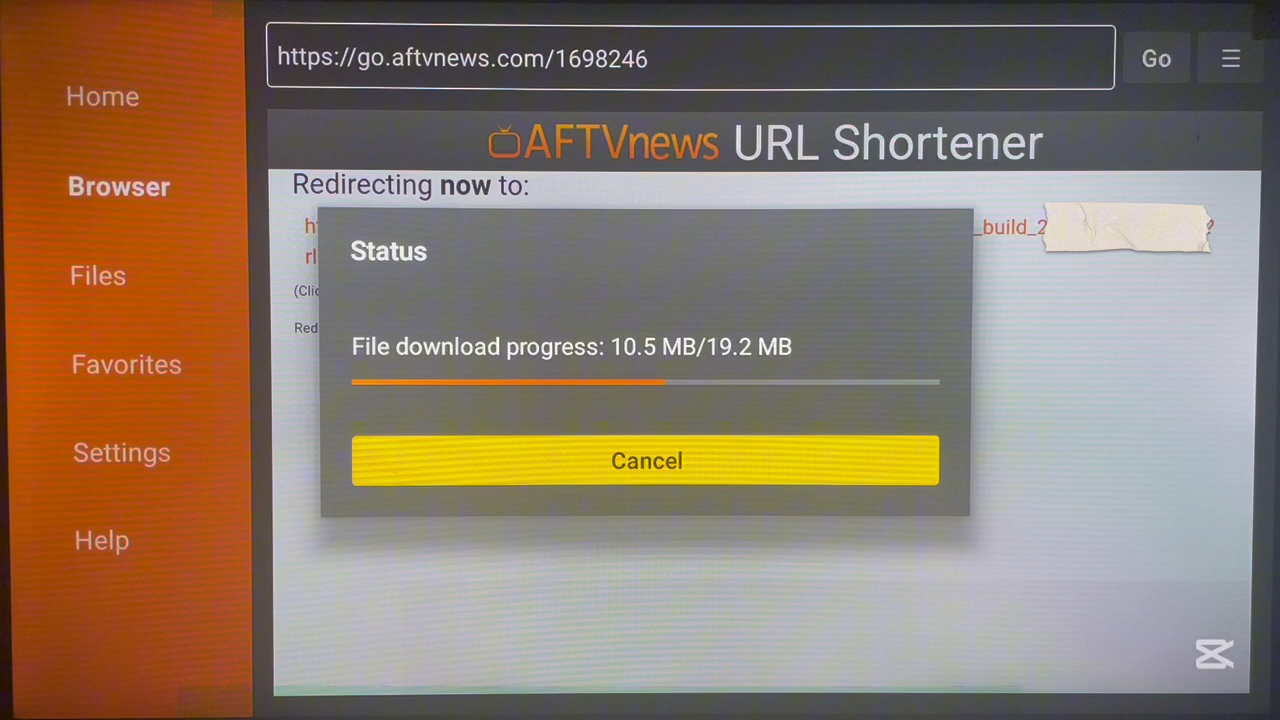 https://go.aftvnews.com/1698246
Go
Home
Browser
Files
Favorites
Settings
Help
AFTVnews URL Shortener
Redirecting now to:
_build_2
?
Status
File download progress: 10.5 MB/19.2 MB
Cancel